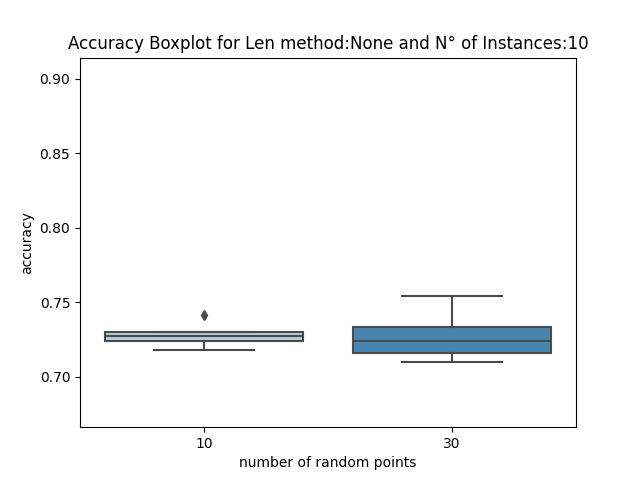 Accuracy Boxplot for Len method:None and N° of Instances:10
0.90
0.85
0.80
0.75
0.70
accuracy
10 30
number of random points